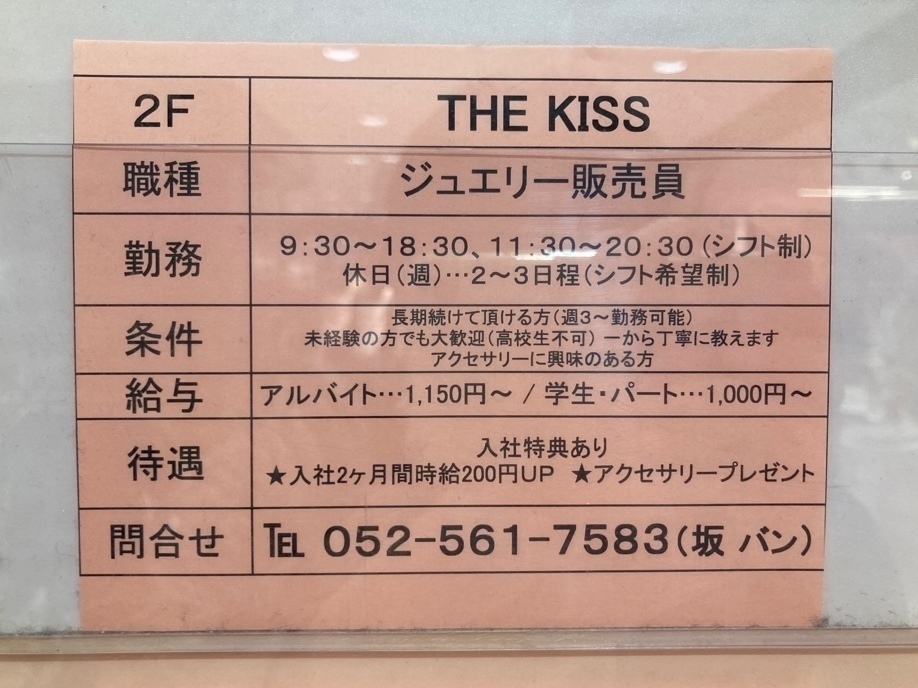 2F THE KISS
職種 ジュエリー販売員
勤務 9:30～18:30、11:30～20:30(シフト制)
休日(週)…2～3日程(シフト希望制)
条件 長期続けて頂ける方(週3～勤務可能)
未経験の方でも大歓迎(高校生不可) 一から丁寧に教えます
アクセサリーに興味のある方
給与 アルバイト…1,150円～ / 学生・パート…1,000円～
待遇 入社特典あり
★入社2ヶ月間時給200円UP ★アクセサリープレゼント
問合せ TEL 052-561-7583(坂 バン)